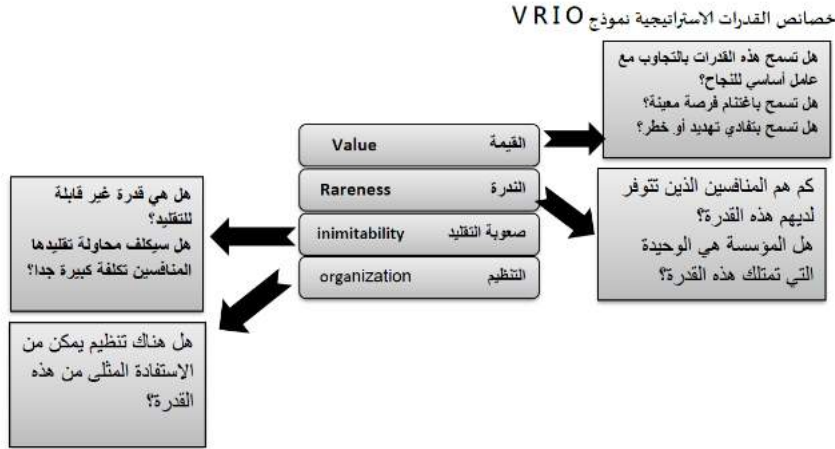 خصائص القدرات الاستراتيجية نموذج VRIO
هل تسمح هذه القدرات بالتجاوب مع
عامل أساسي للنجاح؟
هل تسمح باغتنام فرصة معينة؟
هل تسمح بتفادي تهديد أو خطر؟
القيمة Value
الندرة Rareness
صعوبة التقليد inimitability
التنظيم organization
كم هم المنافسين الذين تتوفر
لديهم هذه القدرة؟
هل المؤسسة هي الوحيدة
التي تمتلك هذه القدرة؟
هل هي قدرة غير قابلة
للتقليد؟
هل سيكلف محاولة تقليدها
المنافسين تكلفة كبيرة جدا؟
هل هناك تنظيم يمكن من
الاستفادة المثلى من هذه
القدرة؟